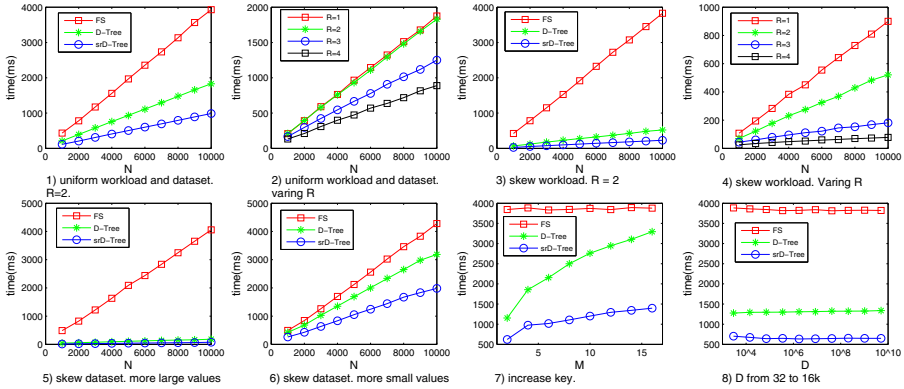 4000
3000
2000
1000
0
time(ms)
FS
D−Tree
srD−Tree
0 2000 4000 6000 8000 10000
N
1) uniform workload and dataset.
R=2.
2000
1500
1000
500
0
time(ms)
R=1
R=2
R=3
R=4
0 2000 4000 6000 8000 10000
N
2) uniform workload and dataset.
varing R
4000
3000
2000
1000
0
time(ms)
FS
D−Tree
srD−Tree
0 2000 4000 6000 8000 10000
N
3) skew workload. R = 2
1000
800
600
400
200
0
time(ms)
R=1
R=2
R=3
R=4
0 2000 4000 6000 8000 10000
N
4) skew workload. Varing R
5000
4000
3000
2000
1000
0
time(ms)
FS
D−Tree
srD−Tree
0 2000 4000 6000 8000 10000
N
5) skew dataset. more large values
5000
4000
3000
2000
1000
0
time(ms)
FS
D−Tree
srD−Tree
0 2000 4000 6000 8000 10000
N
6) skew dataset. more small values
4000
3500
3000
2500
2000
1500
1000
500
time(ms)
FS
D−Tree
srD−Tree
5 10 15
M
7) increase key.
4000
3500
3000
2500
2000
1500
1000
500
time(ms)
FS
D−Tree
srD−Tree
10^4 10^6 10^8 10^10
D
8) D from 32 to 16k